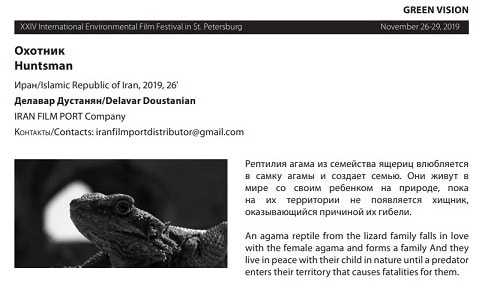 GREEN VISION
XXIV International Environmental Film Festival in St. Petersburg November 26-29, 2019
Охотник
Huntsman
Иран/Islamic Republic of Iran, 2019, 26'
Делавар Дустанян/Delavar Doustanian
IRAN FILM PORT Company
Контакты/Contacts: iranfilmportdistributor@gmail.com
Рептилия агама из семейства ящериц влюбляется
в самку агамы и создает семью. Они живут в
мире со своим ребенком на природе, пока
на их территории не появляется хищник,
оказывающийся причиной их гибели.
An agama reptile from the lizard family falls in love
with the female agama and forms a family And they
live in peace with their child in nature until a predator
enters their territory that causes fatalities for them.